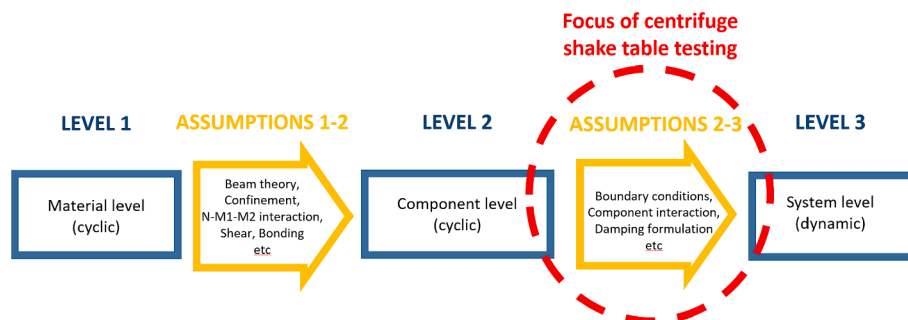 Focus of centrifuge
shake table testing
LEVEL 1
ASSUMPTIONS 1-2
LEVEL 2
ASSUMPTIONS 2-3
LEVEL 3
Material level
(cyclic)
Beam theory,
Confinement,
N-M1-M2 interaction,
Shear, Bonding
etc
Component level
(cyclic)
Boundary conditions,
Component interaction,
Damping formulation
etc
System level
(dynamic)